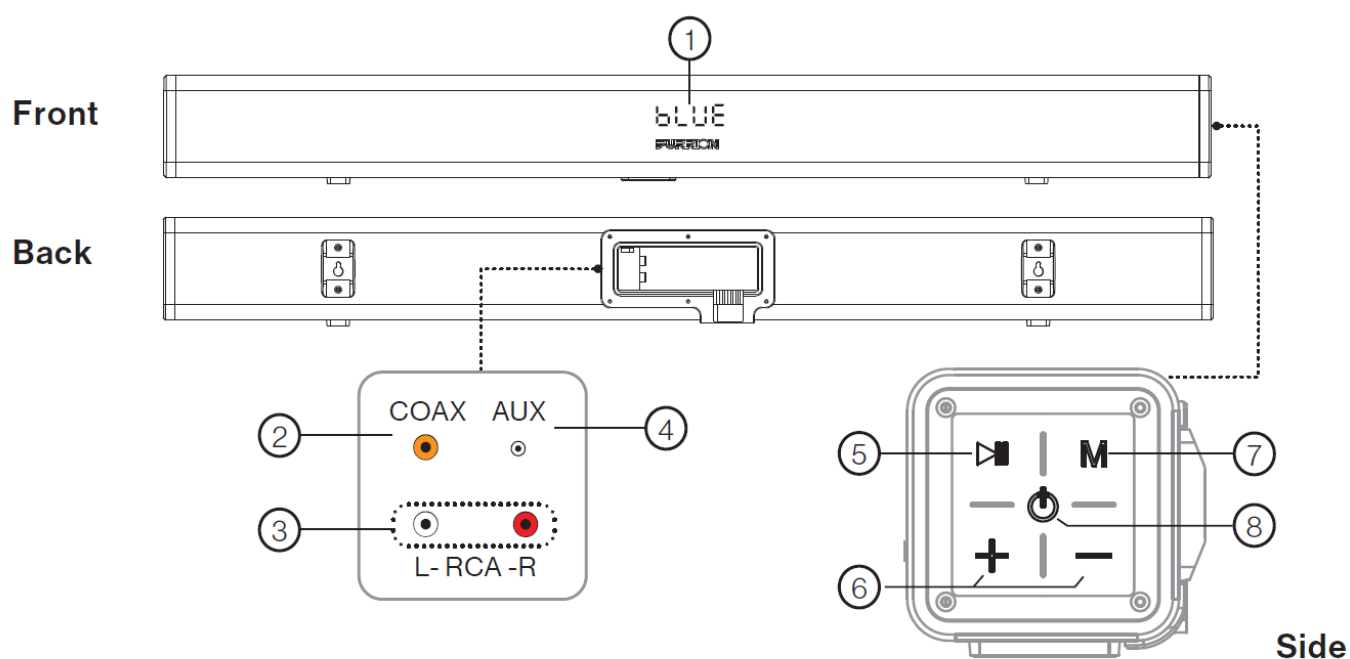 1
Front
bLUE
FURRION
Back
COAX AUX
2
4
3
L- RCA -R
5
M
7
8
6
Side